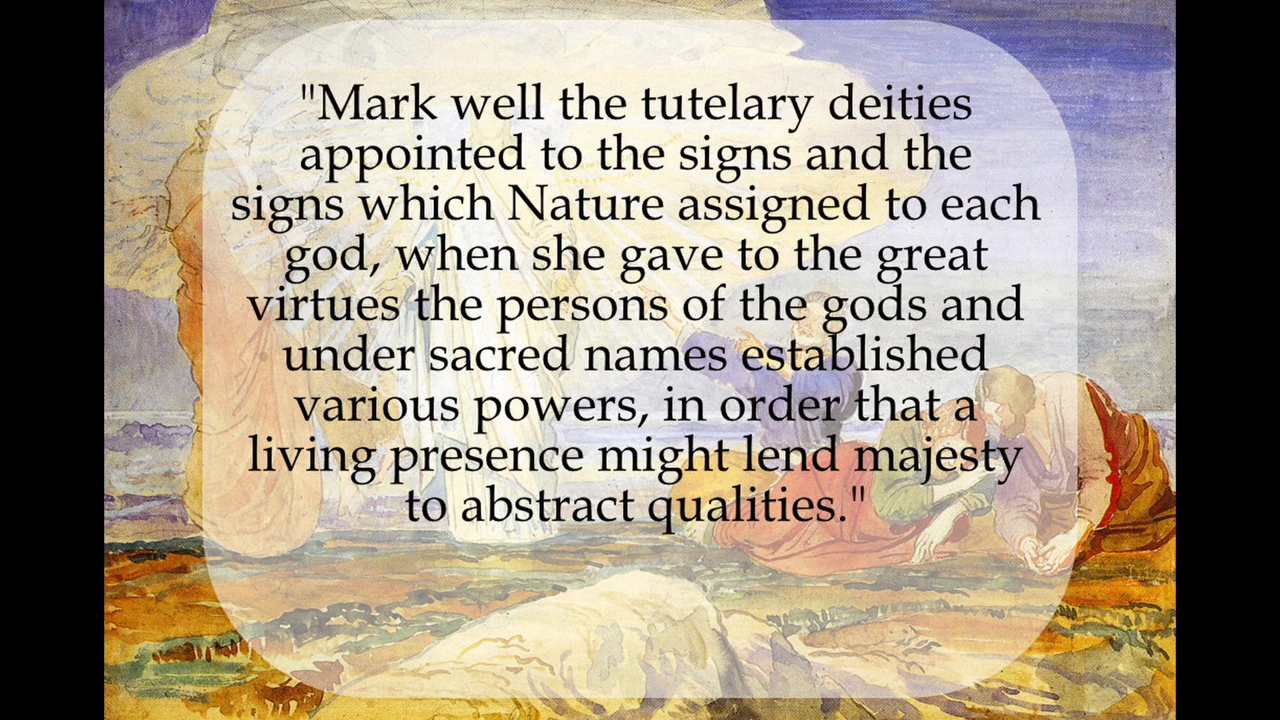 "Mark well the tutelary deities
appointed to the signs and the
signs which Nature assigned to each
god, when she gave to the great
virtues the persons of the gods and
under sacred names established
various powers, in order that a
living presence might lend majesty
to abstract qualities."